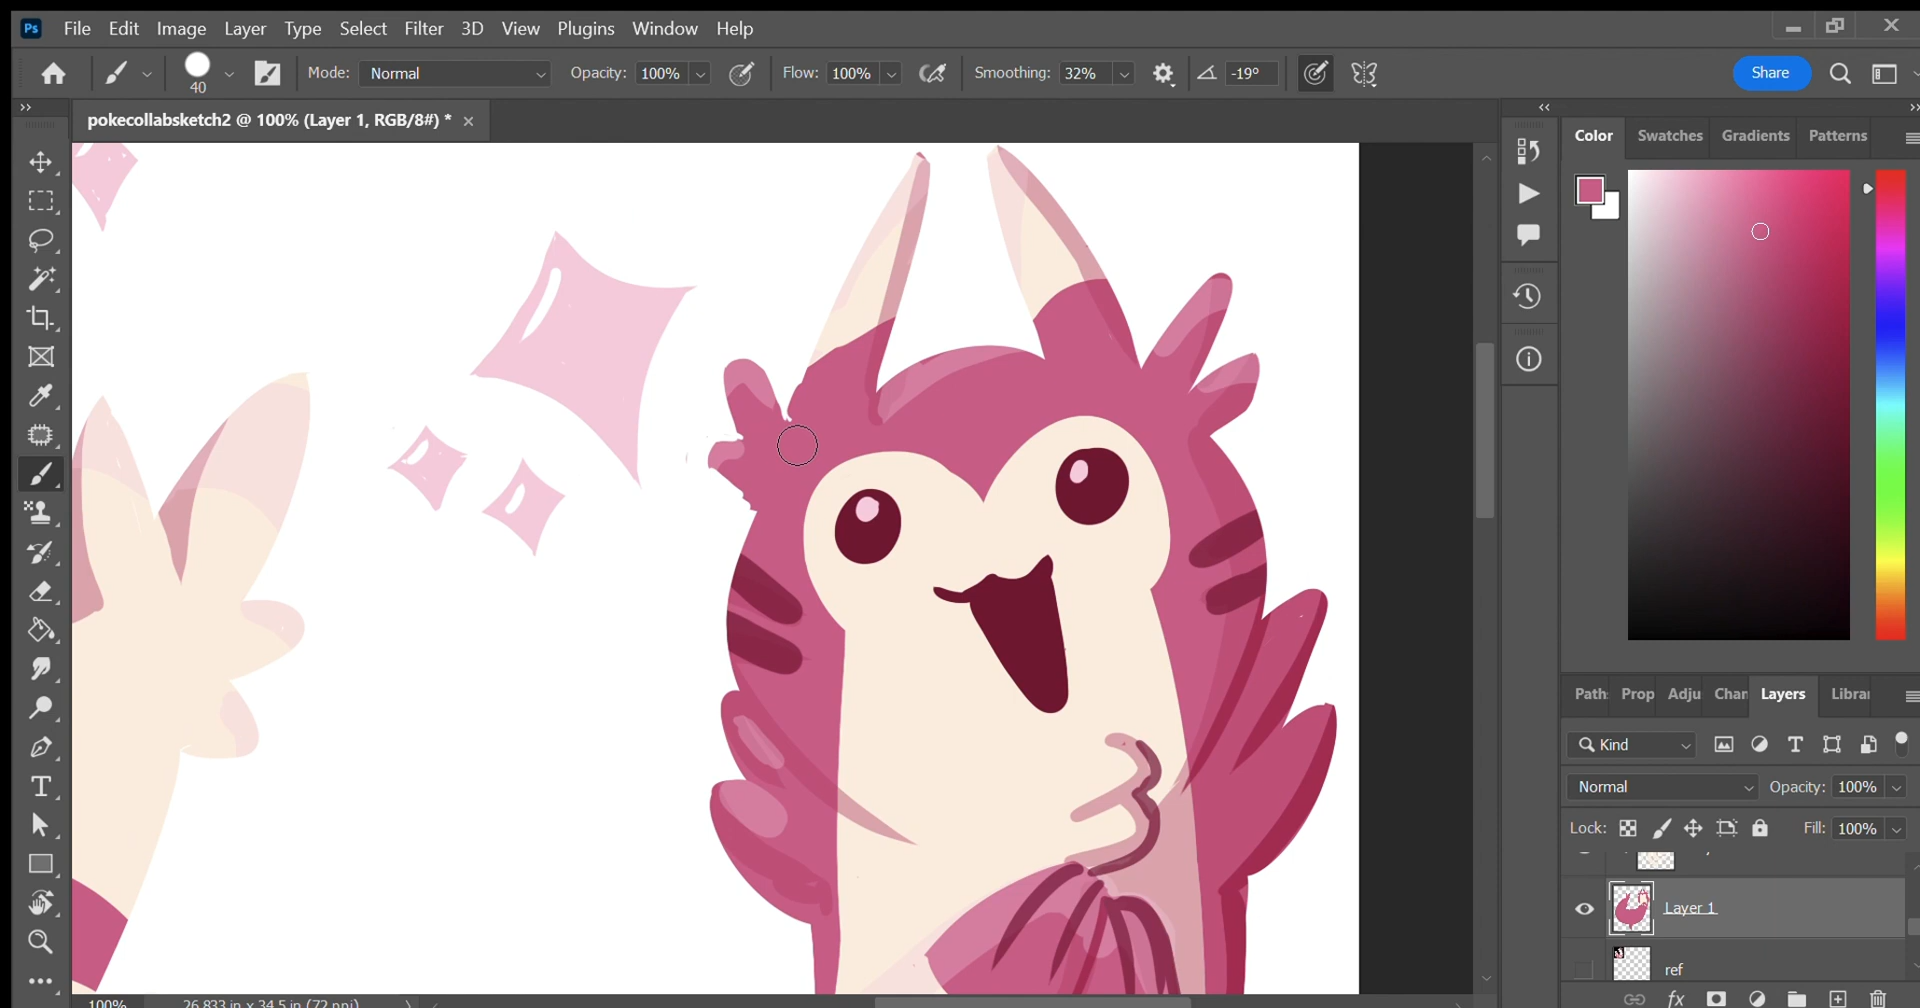 Ps File Edit Image Layer Type Select Filter 3D View Plugins Window Help
40 Mode: Normal Opacity: 100% Flow: 100% Smoothing: 32% -19° Share
pokecollabsketch2 @ 100% (Layer 1, RGB/8#) *
Color Swatches Gradients Patterns
Path Prop Adju Char Layers Librai
Kind
Normal Opacity: 100%
Lock: Fill: 100%
Layer 1
ref
fx
100% 26.833 in x 34.5 in (72 ppi)